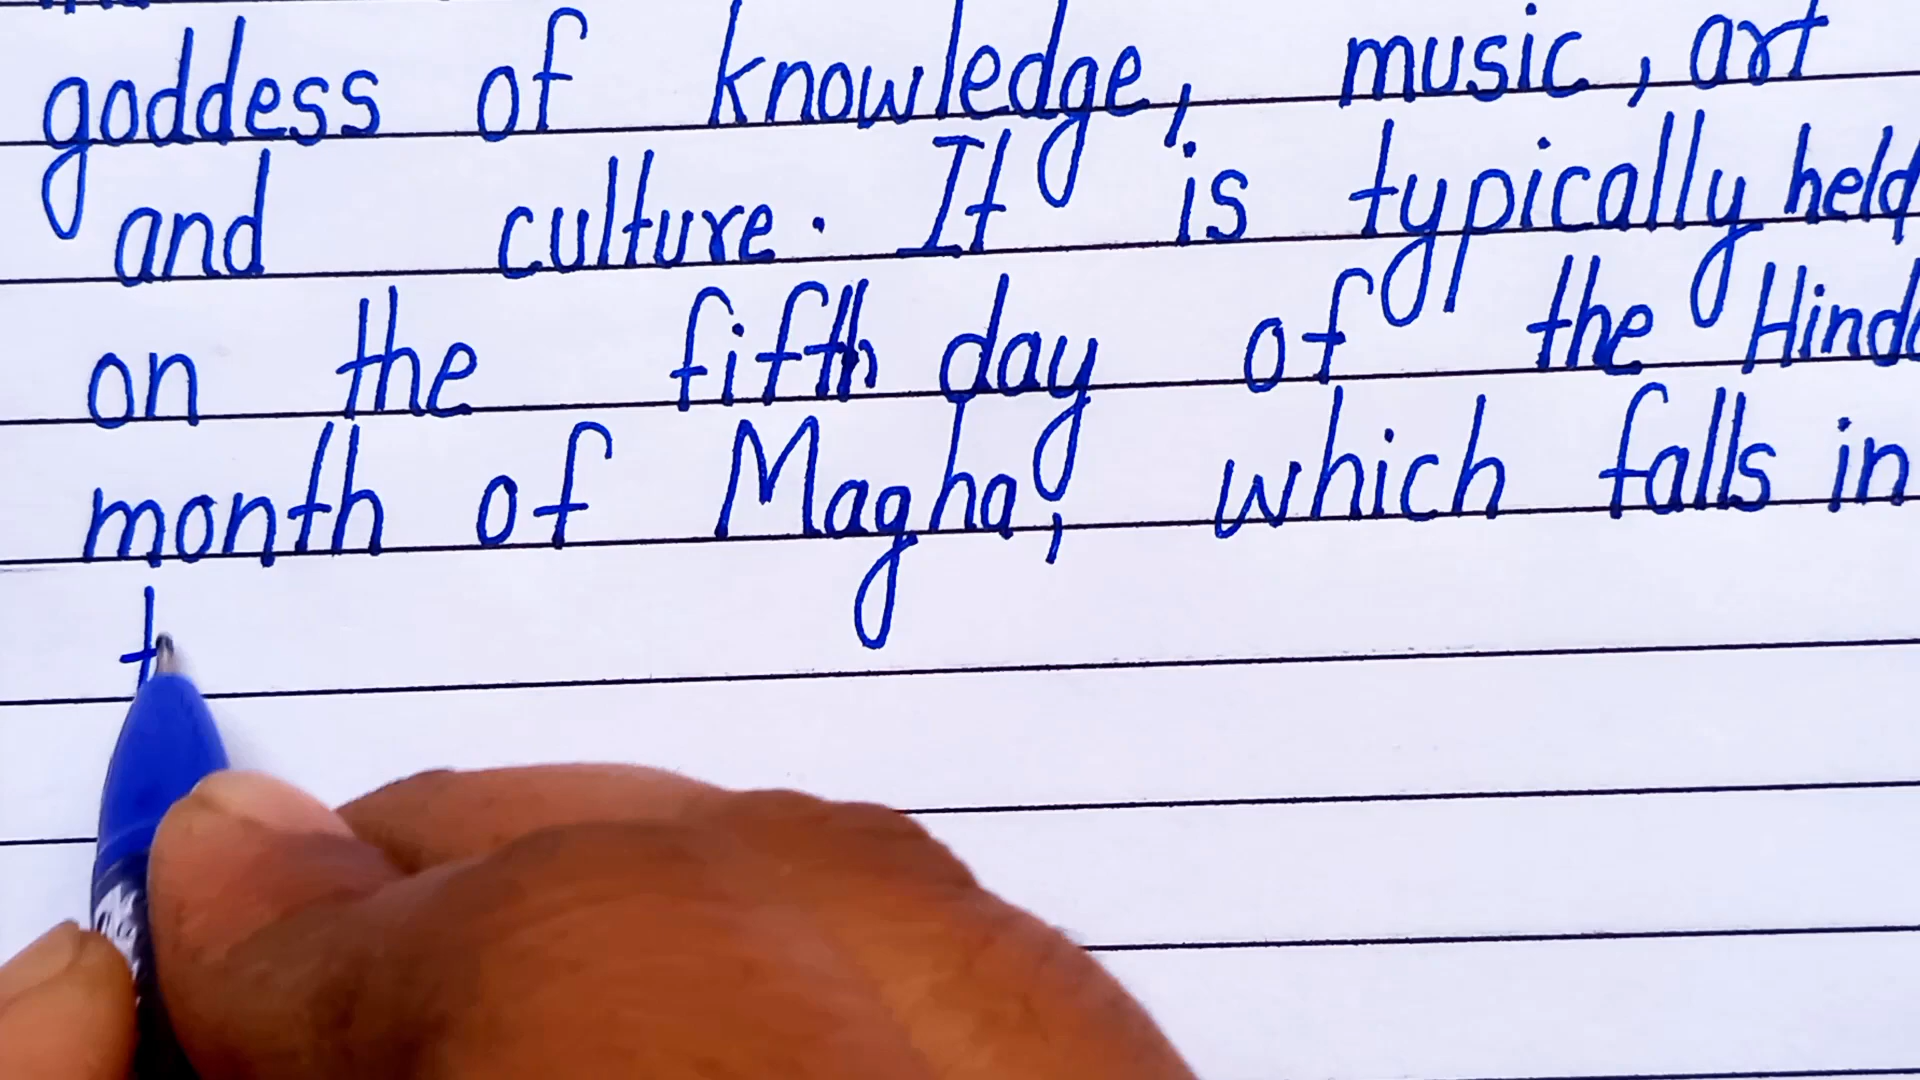 goddess of knowledge, music, art
and culture. It is typically held
on the fifth day of the Hindu
month of Magha, which falls in
t